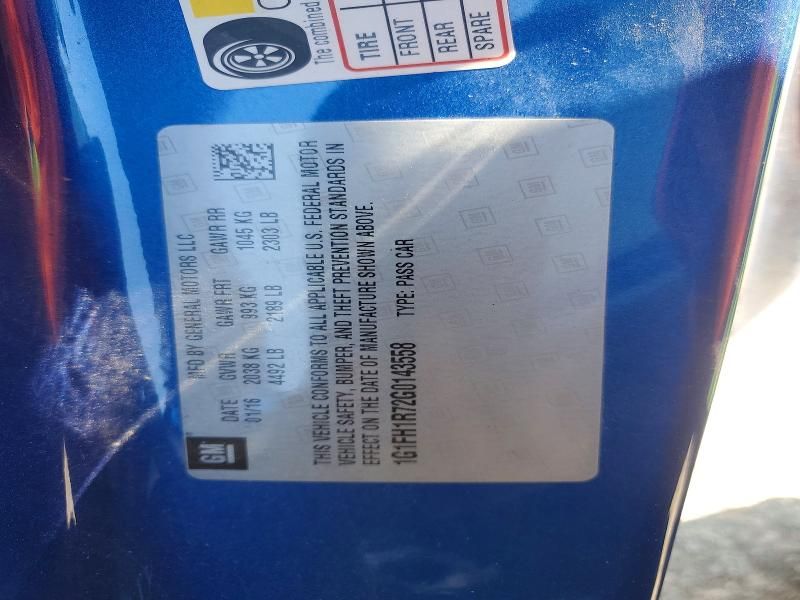 The combined
TIRE
FRONT
REAR
SPARE
GM
MFD BY GENERAL MOTORS LLC
DATE GVWR GAWR FRT GAWR RR
01/16 2038 KG 993 KG 1045 KG
4492 LB 2189 LB 2303 LB
THIS VEHICLE CONFORMS TO ALL APPLICABLE U.S. FEDERAL MOTOR
VEHICLE SAFETY, BUMPER, AND THEFT PREVENTION STANDARDS IN
EFFECT ON THE DATE OF MANUFACTURE SHOWN ABOVE.
1G1FH1R72G0143558 TYPE: PASS CAR